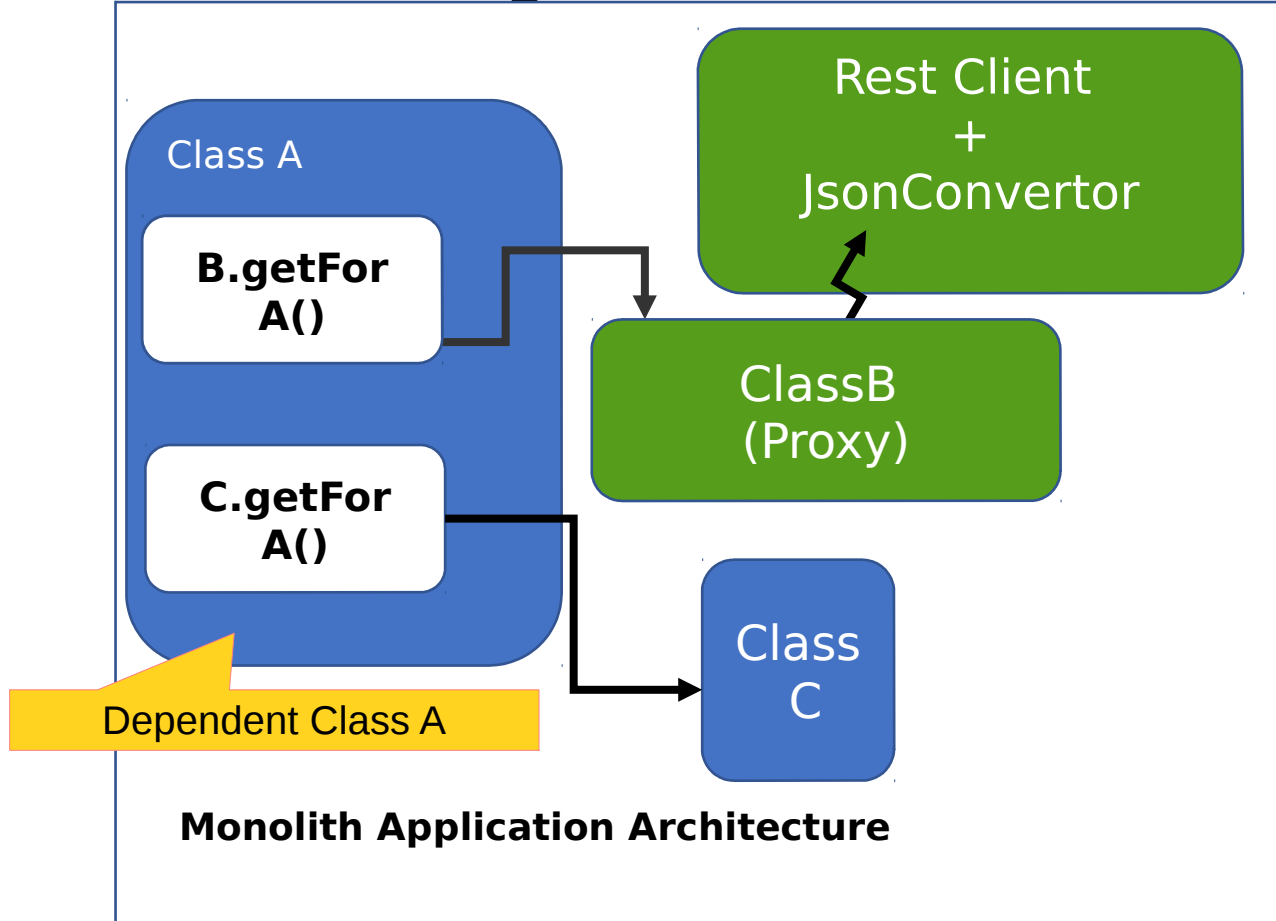 Rest Client
+
JsonConvertor
Class A
B.getFor
A()
ClassB
(Proxy)
C.getFor
A()
Class
C
Dependent Class A
Monolith Application Architecture